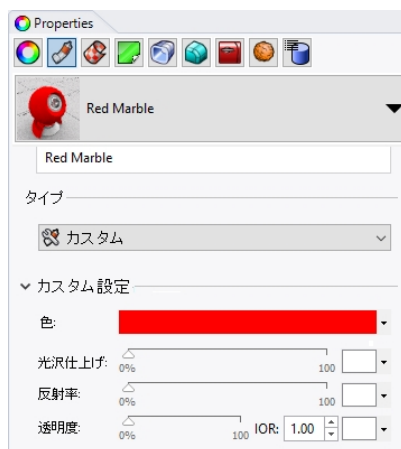 Properties
Red Marble
Red Marble
タイプ
カスタム
カスタム設定
色:
光沢仕上げ: 0% 100
反射率: 0% 100
透明度: 0% 100 IOR: 1.00